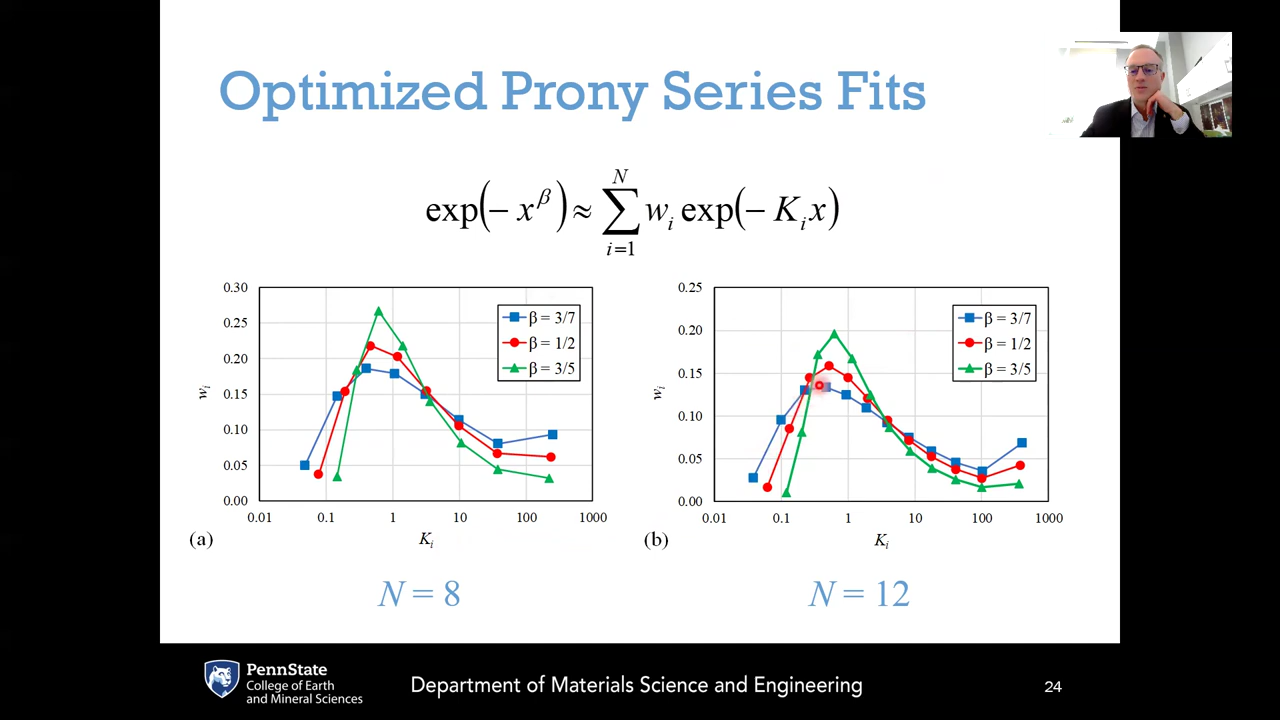 Optimized Prony Series Fits
exp(− x^β) ≈ ∑_{i=1}^{N} w_i exp(− K_i x)
0.30
0.25
0.20
0.15
0.10
0.05
0.00
w_i
0.01 0.1 1 10 100 1000
K_i
β = 3/7
β = 1/2
β = 3/5
(a)
N = 8
0.25
0.20
0.15
0.10
0.05
0.00
w_i
0.01 0.1 1 10 100 1000
K_i
β = 3/7
β = 1/2
β = 3/5
(b)
N = 12
PennState
College of Earth
and Mineral Sciences
Department of Materials Science and Engineering
24